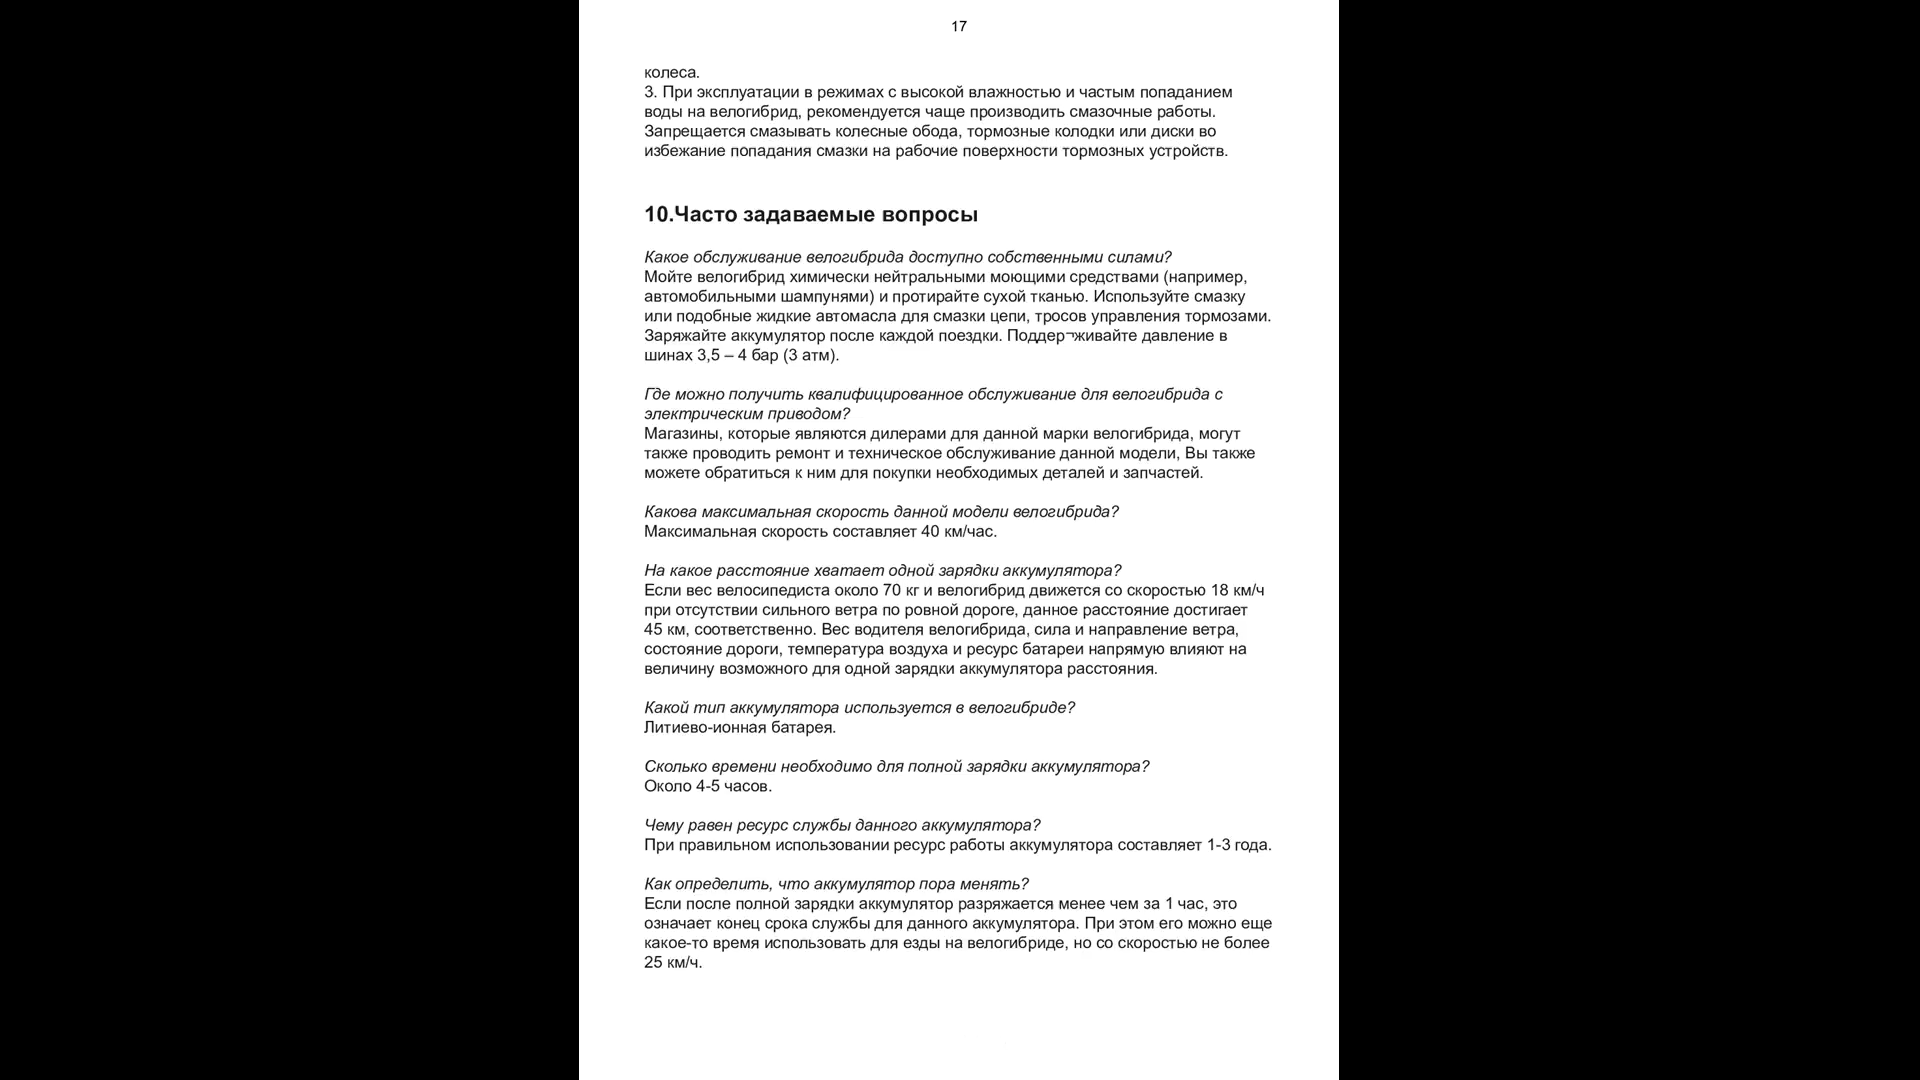 17
колеса.
3. При эксплуатации в режимах с высокой влажностью и частым попаданием
воды на велогибрид, рекомендуется чаще производить смазочные работы.
Запрещается смазывать колесные обода, тормозные колодки или диски во
избежание попадания смазки на рабочие поверхности тормозных устройств.
10.Часто задаваемые вопросы
Какое обслуживание велогибрида доступно собственными силами?
Мойте велогибрид химически нейтральными моющими средствами (например,
автомобильными шампунями) и протирайте сухой тканью. Используйте смазку
или подобные жидкие автомасла для смазки цепи, тросов управления тормозами.
Заряжайте аккумулятор после каждой поездки. Поддер¬живайте давление в
шинах 3,5 – 4 бар (3 атм).
Где можно получить квалифицированное обслуживание для велогибрида с
электрическим приводом?
Магазины, которые являются дилерами для данной марки велогибрида, могут
также проводить ремонт и техническое обслуживание данной модели, Вы также
можете обратиться к ним для покупки необходимых деталей и запчастей.
Какова максимальная скорость данной модели велогибрида?
Максимальная скорость составляет 40 км/час.
На какое расстояние хватает одной зарядки аккумулятора?
Если вес велосипедиста около 70 кг и велогибрид движется со скоростью 18 км/ч
при отсутствии сильного ветра по ровной дороге, данное расстояние достигает
45 км, соответственно. Вес водителя велогибрида, сила и направление ветра,
состояние дороги, температура воздуха и ресурс батареи напрямую влияют на
величину возможного для одной зарядки аккумулятора расстояния.
Какой тип аккумулятора используется в велогибриде?
Литиево-ионная батарея.
Сколько времени необходимо для полной зарядки аккумулятора?
Около 4-5 часов.
Чему равен ресурс службы данного аккумулятора?
При правильном использовании ресурс работы аккумулятора составляет 1-3 года.
Как определить, что аккумулятор пора менять?
Если после полной зарядки аккумулятор разряжается менее чем за 1 час, это
означает конец срока службы для данного аккумулятора. При этом его можно еще
какое-то время использовать для езды на велогибриде, но со скоростью не более
25 км/ч.